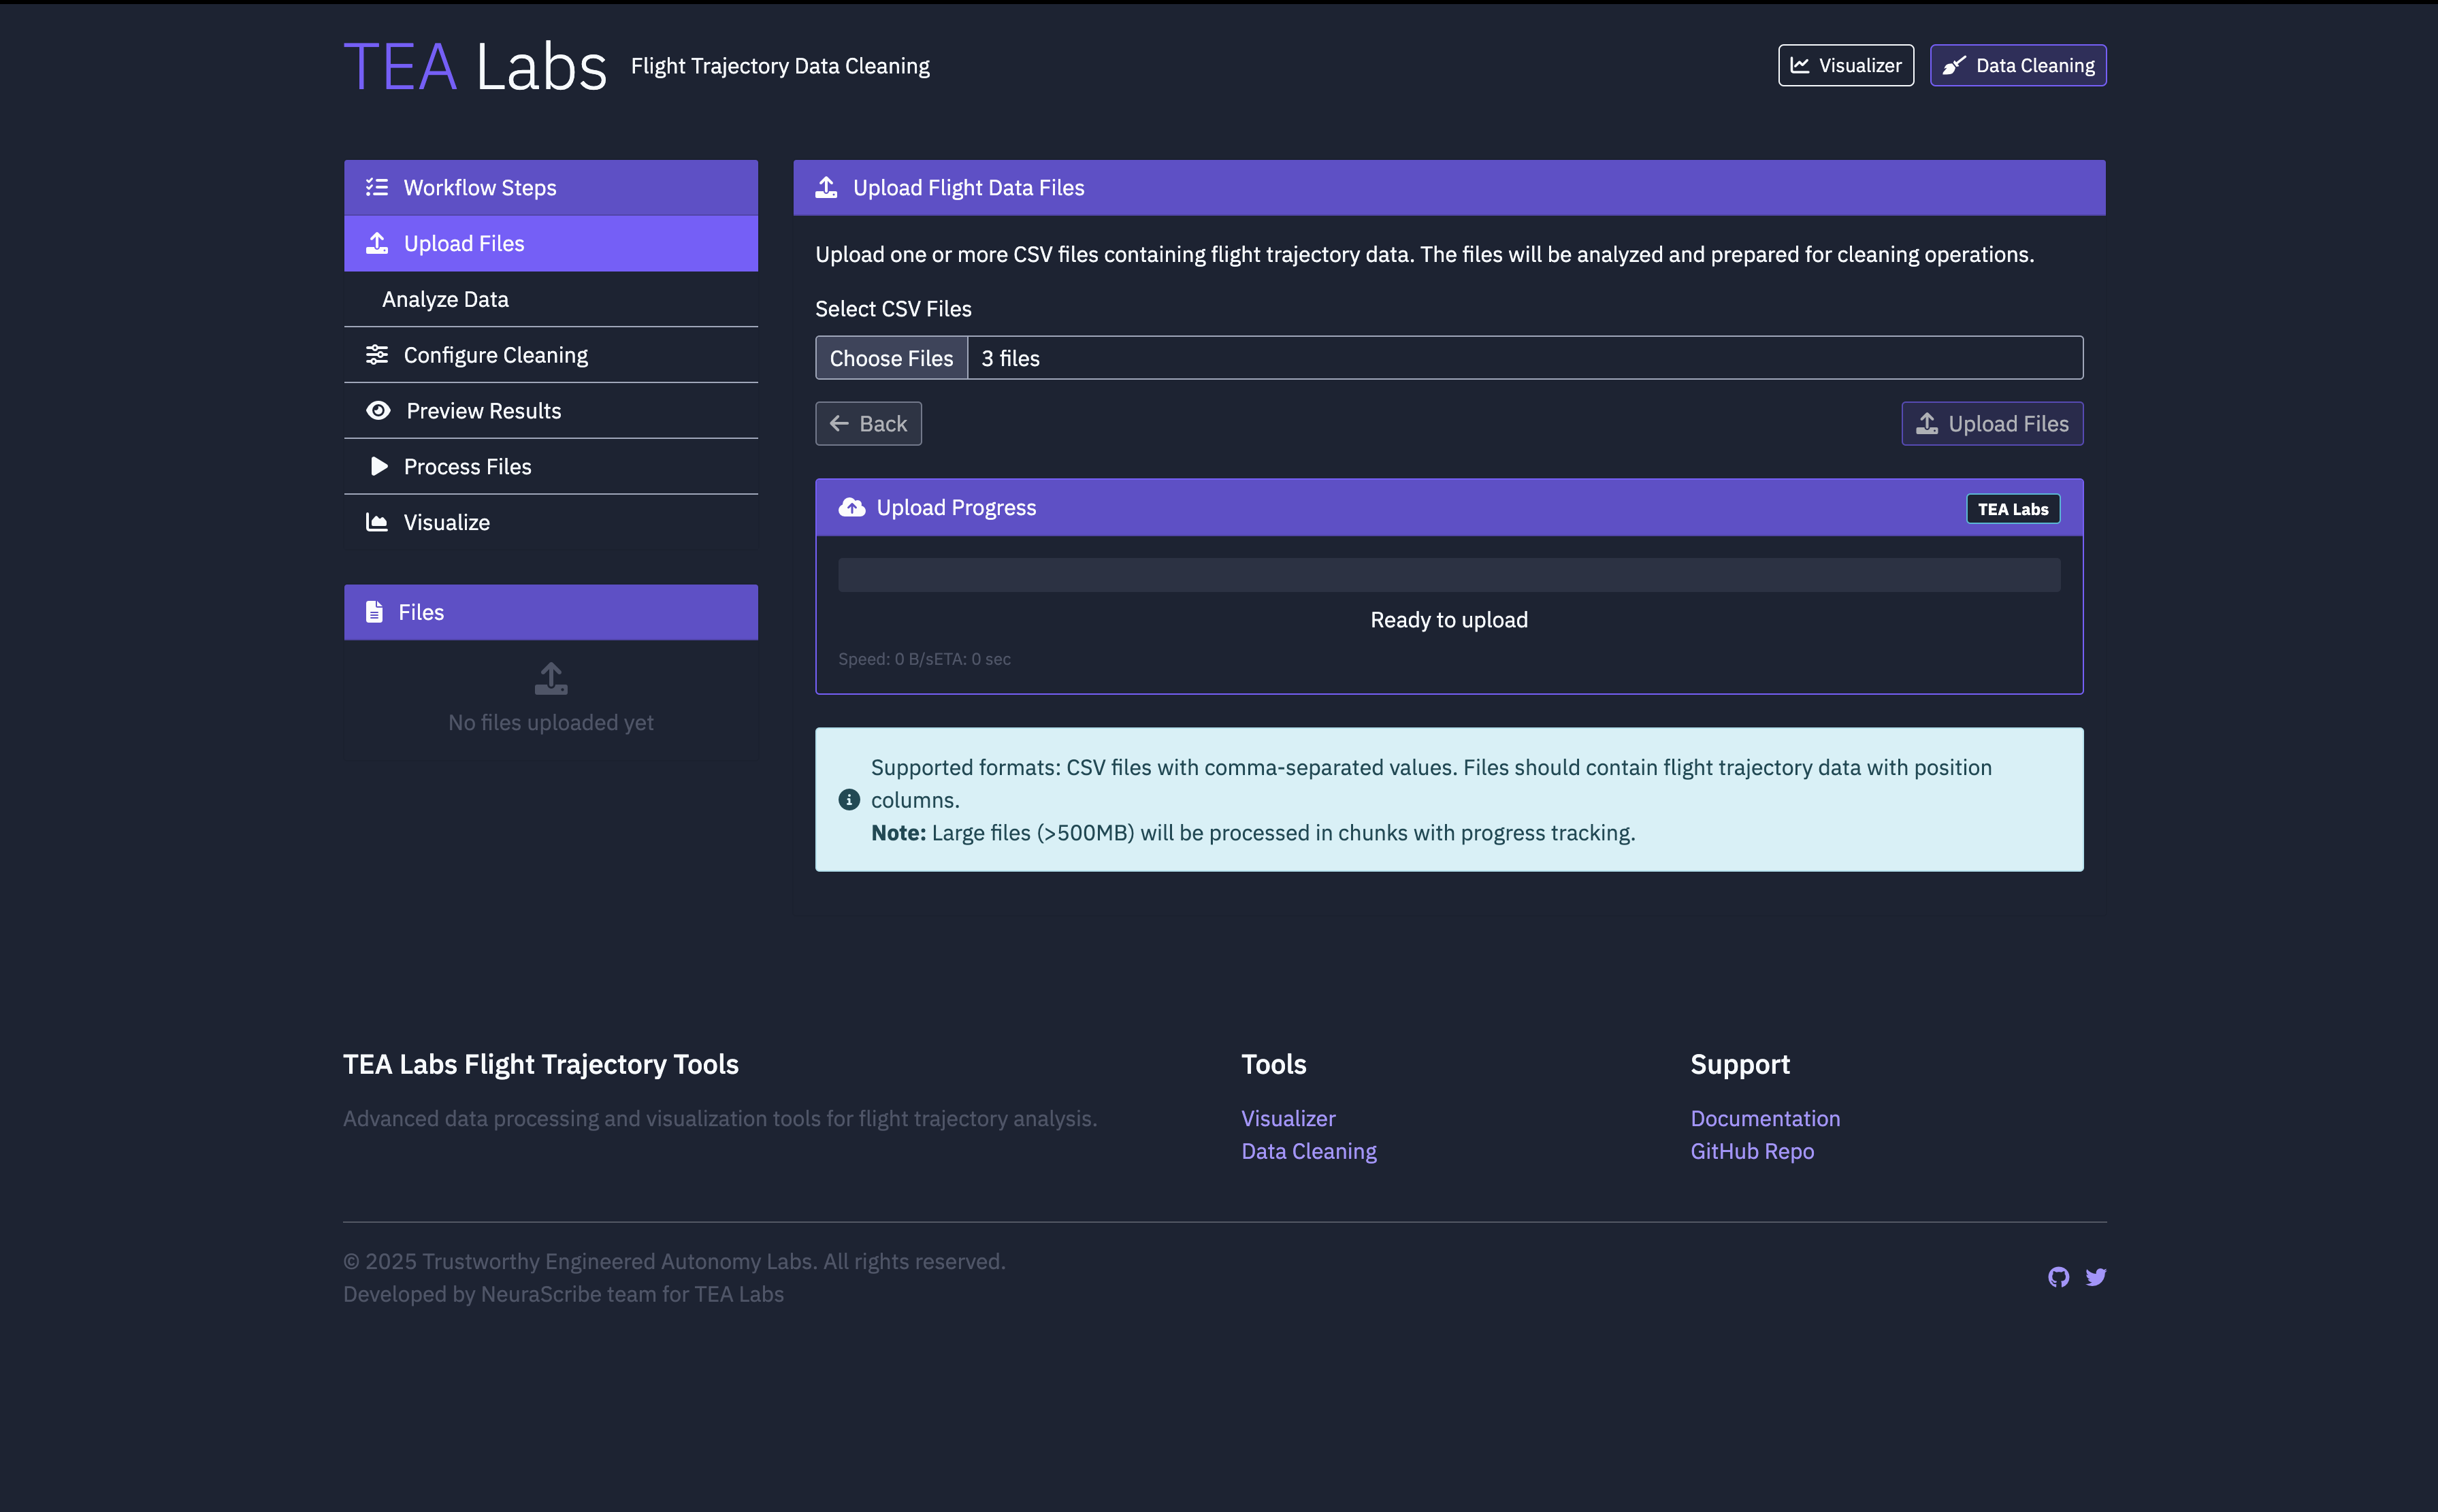 TEA Labs Flight Trajectory Data Cleaning
Visualizer
Data Cleaning
Workflow Steps
Upload Files
Analyze Data
Configure Cleaning
Preview Results
Process Files
Visualize
Files
No files uploaded yet
Upload Flight Data Files
Upload one or more CSV files containing flight trajectory data. The files will be analyzed and prepared for cleaning operations.
Select CSV Files
Choose Files 3 files
Back
Upload Files
Upload Progress
TEA Labs
Ready to upload
Speed: 0 B/sETA: 0 sec
Supported formats: CSV files with comma-separated values. Files should contain flight trajectory data with position
columns.
Note: Large files (>500MB) will be processed in chunks with progress tracking.
TEA Labs Flight Trajectory Tools
Advanced data processing and visualization tools for flight trajectory analysis.
Tools
Visualizer
Data Cleaning
Support
Documentation
GitHub Repo
© 2025 Trustworthy Engineered Autonomy Labs. All rights reserved.
Developed by NeuraScribe team for TEA Labs